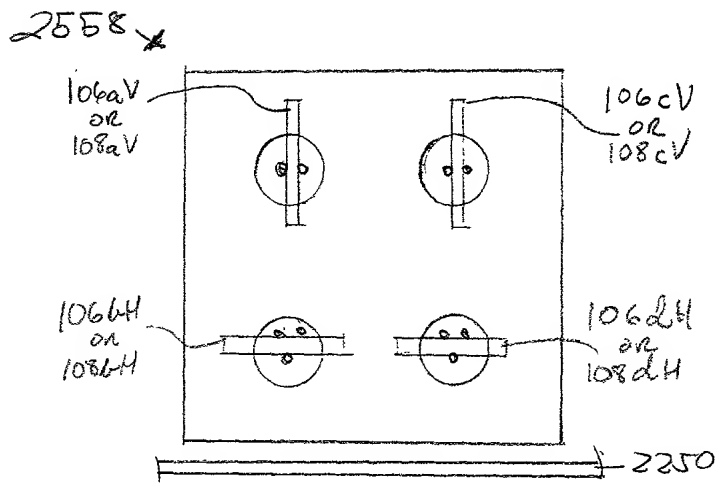 2558
106aV
OR
108aV
106cV
OR
108cV
106bH
OR
108bH
106dH
OR
108dH
2250